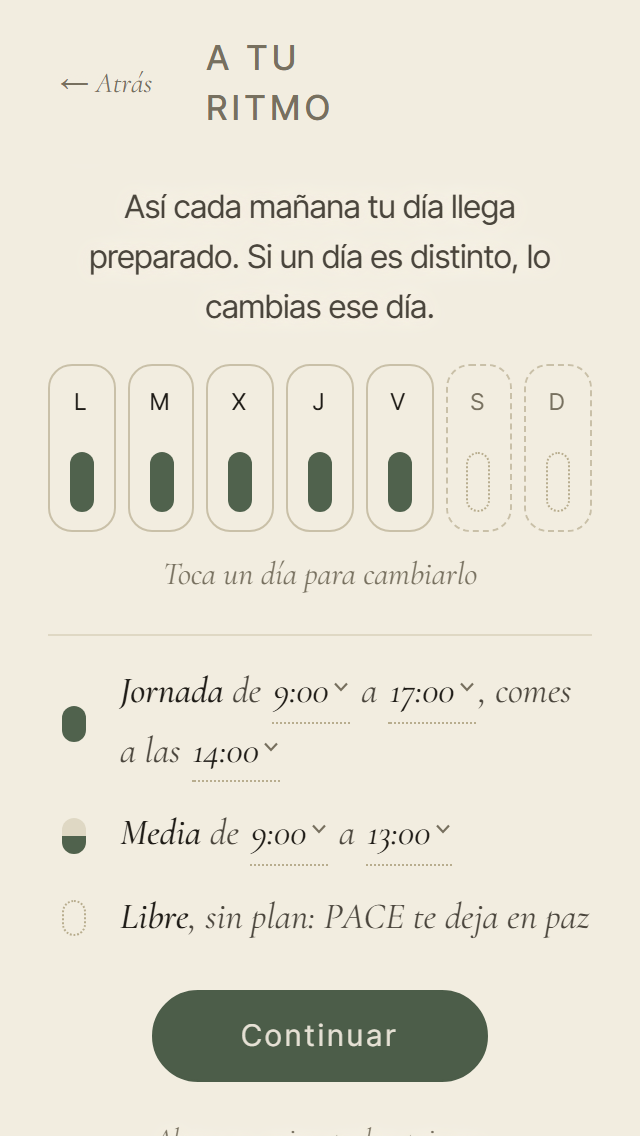 ← Atrás
A TU
RITMO
Así cada mañana tu día llega
preparado. Si un día es distinto, lo
cambias ese día.
L M X J V S D
Toca un día para cambiarlo
Jornada de 9:00 a 17:00, comes
a las 14:00
Media de 9:00 a 13:00
Libre, sin plan: PACE te deja en paz
Continuar